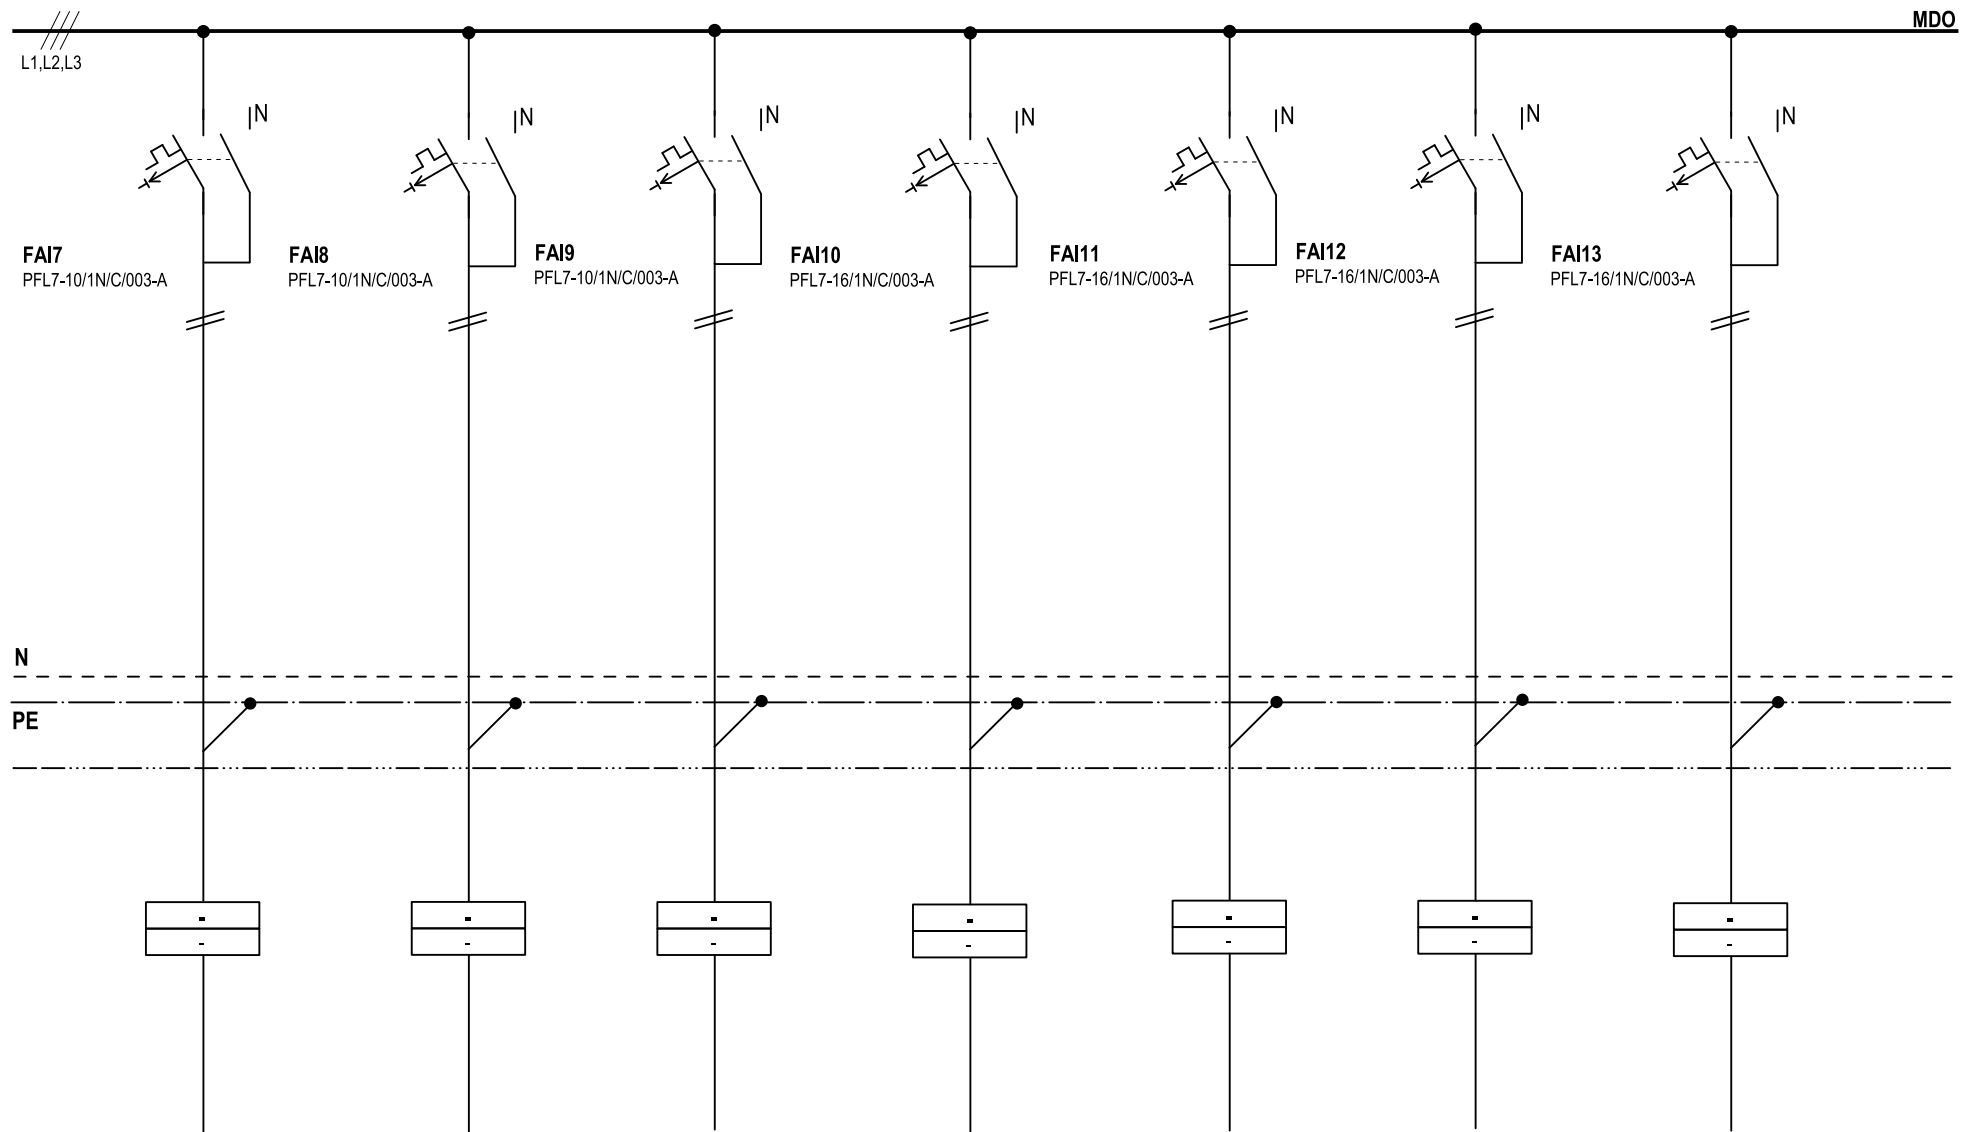 MDO
L1,L2,L3
N N N N N N N
FAI7
PFL7-10/1N/C/003-A
FAI8
PFL7-10/1N/C/003-A
FAI9
PFL7-10/1N/C/003-A
FAI10
PFL7-16/1N/C/003-A
FAI11
PFL7-16/1N/C/003-A
FAI12
PFL7-16/1N/C/003-A
FAI13
PFL7-16/1N/C/003-A
N
PE
- - - - - - -
- - - - - - -